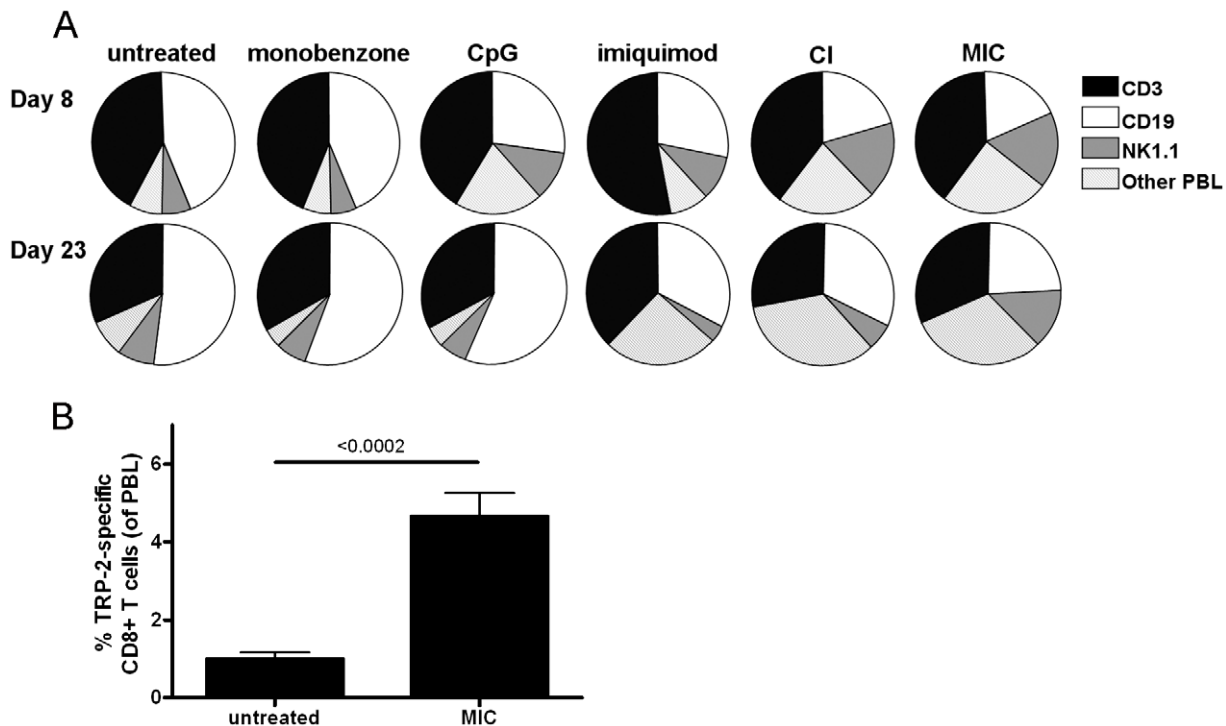 A
untreated monobenzone CpG imiquimod CI MIC
Day 8
CD3
CD19
NK1.1
Other PBL
Day 23
B
% TRP-2-specific
CD8+ T cells (of PBL)
<0.0002
6
4
2
0
untreated MIC